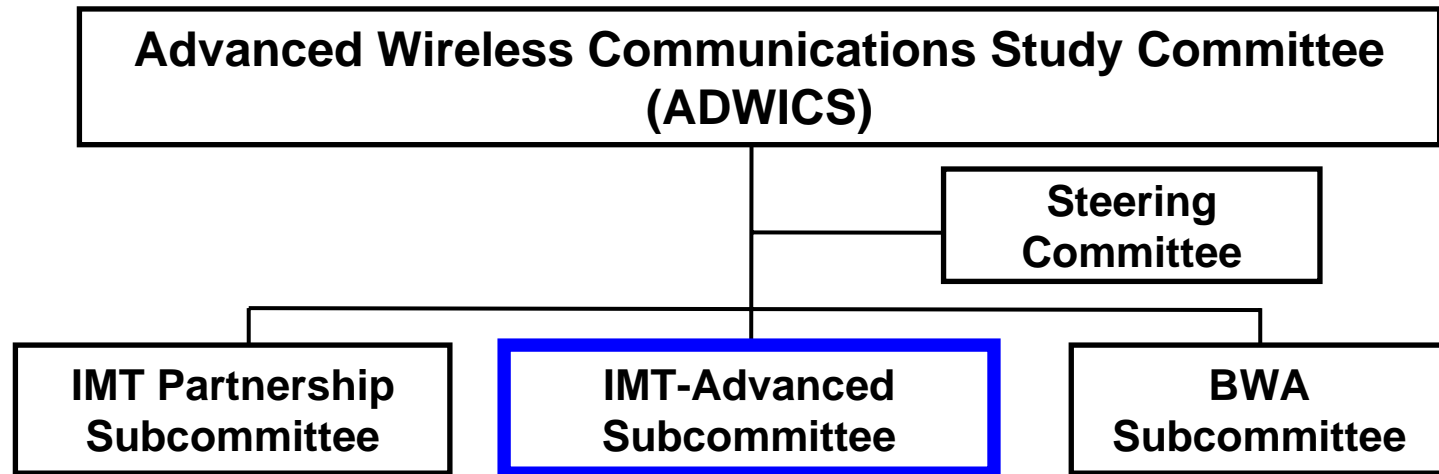 Advanced Wireless Communications Study Committee
(ADWICS)
Steering
Committee
IMT Partnership
Subcommittee
IMT-Advanced
Subcommittee
BWA
Subcommittee